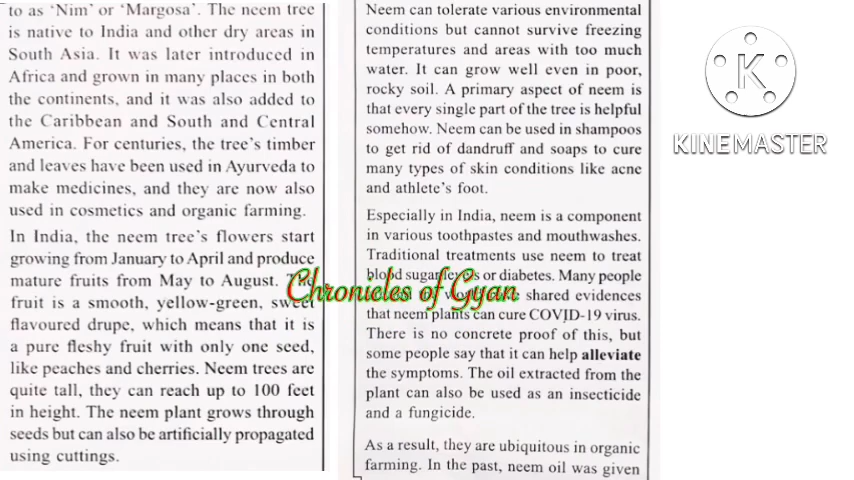 to as 'Nim' or 'Margosa'. The neem tree
is native to India and other dry areas in
South Asia. It was later introduced in
Africa and grown in many places in both
the continents, and it was also added to
the Caribbean and South and Central
America. For centuries, the tree's timber
and leaves have been used in Ayurveda to
make medicines, and they are now also
used in cosmetics and organic farming.
In India, the neem tree's flowers start
growing from January to April and produce
mature fruits from May to August. The
fruit is a smooth, yellow-green, sweet
flavoured drupe, which means that it is
a pure fleshy fruit with only one seed,
like peaches and cherries. Neem trees are
quite tall, they can reach up to 100 feet
in height. The neem plant grows through
seeds but can also be artificially propagated
using cuttings.
Neem can tolerate various environmental
conditions but cannot survive freezing
temperatures and areas with too much
water. It can grow well even in poor,
rocky soil. A primary aspect of neem is
that every single part of the tree is helpful
somehow. Neem can be used in shampoos
to get rid of dandruff and soaps to cure
many types of skin conditions like acne
and athlete's foot.
Especially in India, neem is a component
in various toothpastes and mouthwashes.
Traditional treatments use neem to treat
blood sugar levels or diabetes. Many people
shared evidences
that neem plants can cure COVID-19 virus.
There is no concrete proof of this, but
some people say that it can help alleviate
the symptoms. The oil extracted from the
plant can also be used as an insecticide
and a fungicide.
As a result, they are ubiquitous in organic
farming. In the past, neem oil was given
Chronicles of Gyan
K
KINEMASTER